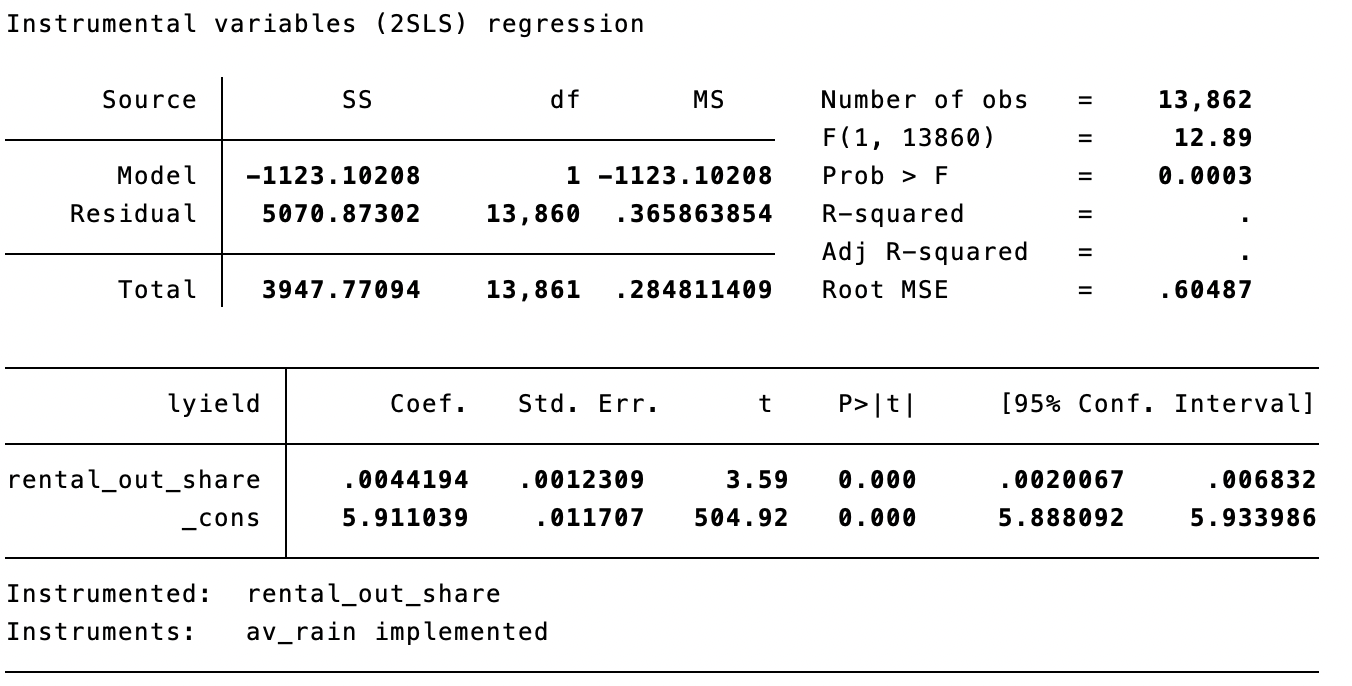 Instrumental variables (2SLS) regression
Source SS df MS Number of obs = 13,862
F(1, 13860) = 12.89
Model -1123.10208 1 -1123.10208 Prob > F = 0.0003
Residual 5070.87302 13,860 .365863854 R-squared = .
Adj R-squared = .
Total 3947.77094 13,861 .284811409 Root MSE = .60487
lyield Coef. Std. Err. t P>|t| [95% Conf. Interval]
rental_out_share .0044194 .0012309 3.59 0.000 .0020067 .006832
_cons 5.911039 .011707 504.92 0.000 5.888092 5.933986
Instrumented: rental_out_share
Instruments: av_rain implemented